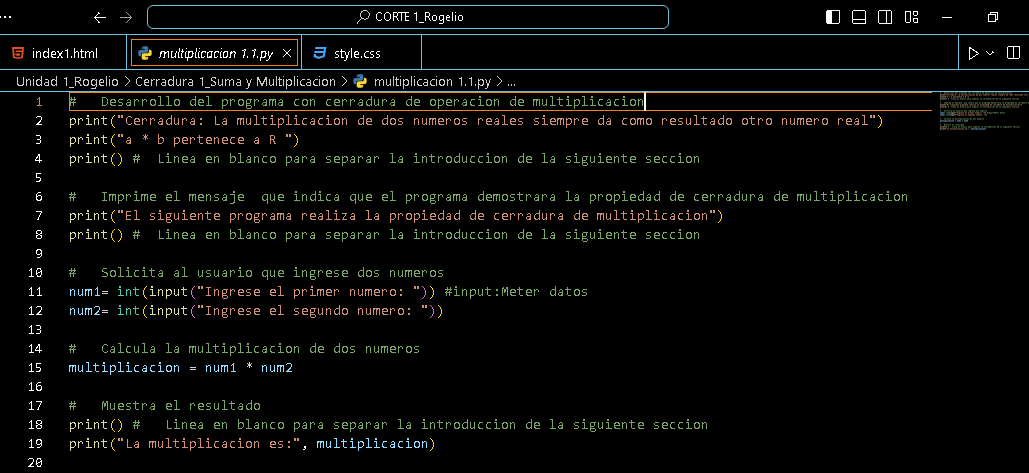 CORTE 1_Rogelio
index1.html
multiplicacion 1.1.py
style.css
Unidad 1_Rogelio > Cerradura 1_Suma y Multiplicacion > multiplicacion 1.1.py > ...
1 #   Desarrollo del programa con cerradura de operacion de multiplicacion
2 print("Cerradura: La multiplicacion de dos numeros reales siempre da como resultado otro numero real")
3 print("a * b pertenece a R ")
4 print() #  Linea en blanco para separar la introduccion de la siguiente seccion
5
6 #   Imprime el mensaje  que indica que el programa demostrara la propiedad de cerradura de multiplicacion
7 print("El siguiente programa realiza la propiedad de cerradura de multiplicacion")
8 print() #  Linea en blanco para separar la introduccion de la siguiente seccion
9
10 #   Solicita al usuario que ingrese dos numeros
11 num1= int(input("Ingrese el primer numero: ")) #input:Meter datos
12 num2= int(input("Ingrese el segundo numero: "))
13
14 #   Calcula la multiplicacion de dos numeros
15 multiplicacion = num1 * num2
16
17 #   Muestra el resultado
18 print() #   Linea en blanco para separar la introduccion de la siguiente seccion
19 print("La multiplicacion es:", multiplicacion)
20